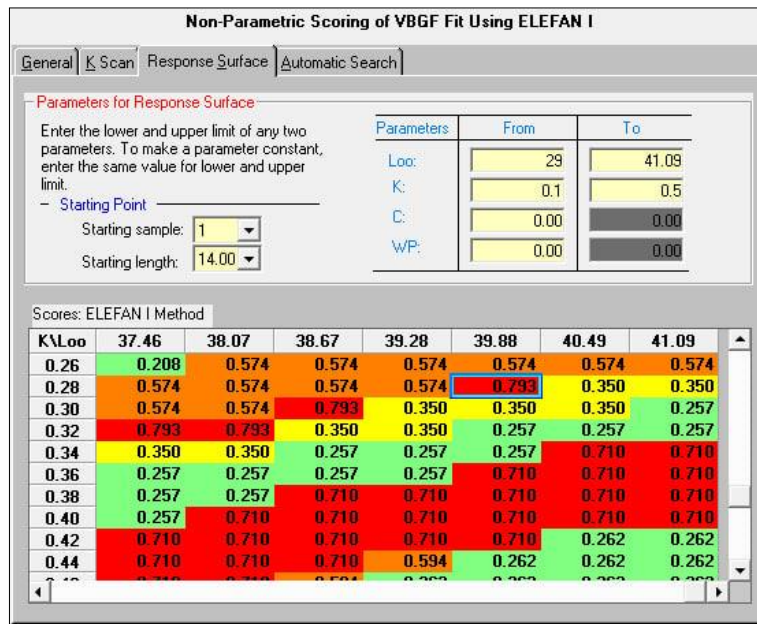 Non-Parametric Scoring of VBGF Fit Using ELEFAN I
General K Scan Response Surface Automatic Search
Parameters for Response Surface
Enter the lower and upper limit of any two
parameters. To make a parameter constant,
enter the same value for lower and upper
limit.
Starting Point
Starting sample: 1
Starting length: 14.00
Parameters From To
Loo: 29 41.09
K: 0.1 0.5
C: 0.00 0.00
WP: 0.00 0.00
Scores: ELEFAN I Method
K\Loo 37.46 38.07 38.67 39.28 39.88 40.49 41.09
0.26 0.208 0.574 0.574 0.574 0.574 0.574 0.574
0.28 0.574 0.574 0.574 0.574 0.793 0.350 0.350
0.30 0.574 0.574 0.793 0.350 0.350 0.350 0.257
0.32 0.793 0.793 0.350 0.350 0.257 0.257 0.257
0.34 0.350 0.350 0.257 0.257 0.257 0.710 0.710
0.36 0.257 0.257 0.257 0.257 0.710 0.710 0.710
0.38 0.257 0.257 0.710 0.710 0.710 0.710 0.710
0.40 0.257 0.710 0.710 0.710 0.710 0.710 0.710
0.42 0.710 0.710 0.710 0.710 0.710 0.262 0.262
0.44 0.710 0.710 0.710 0.594 0.262 0.262 0.262